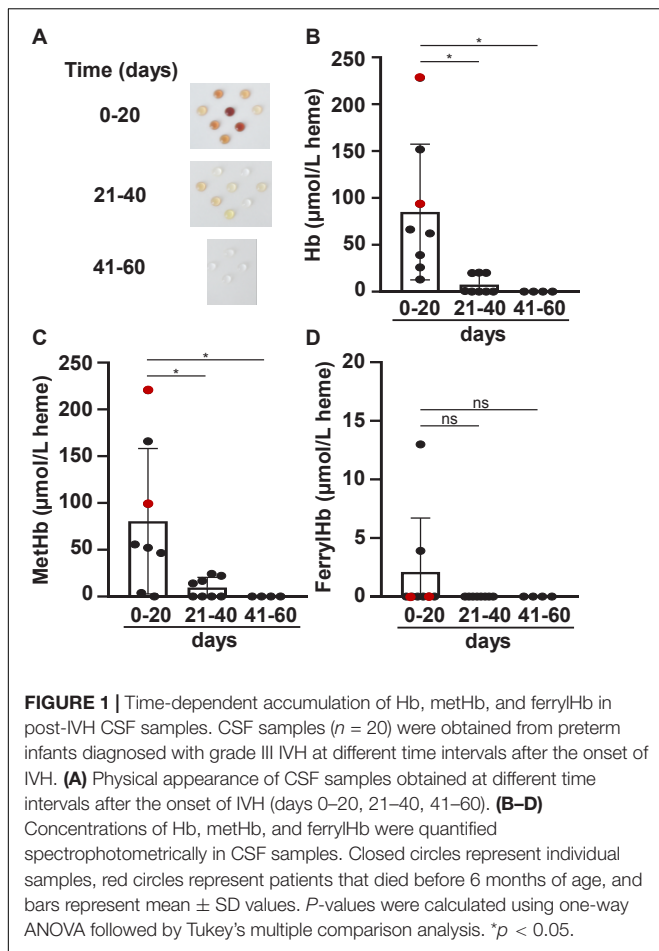 A
Time (days)
0-20
21-40
41-60
B
Hb (µmol/L heme)
250
200
150
100
50
0
*
*
0-20 21-40 41-60
days
C
MetHb (µmol/L heme)
250
200
150
100
50
0
*
*
0-20 21-40 41-60
days
D
FerrylHb (µmol/L heme)
20
15
10
5
0
ns
ns
0-20 21-40 41-60
days
FIGURE 1 | Time-dependent accumulation of Hb, metHb, and ferrylHb in
post-IVH CSF samples. CSF samples (n = 20) were obtained from preterm
infants diagnosed with grade III IVH at different time intervals after the onset of
IVH. (A) Physical appearance of CSF samples obtained at different time
intervals after the onset of IVH (days 0–20, 21–40, 41–60). (B–D)
Concentrations of Hb, metHb, and ferrylHb were quantified
spectrophotometrically in CSF samples. Closed circles represent individual
samples, red circles represent patients that died before 6 months of age, and
bars represent mean ± SD values. P-values were calculated using one-way
ANOVA followed by Tukey's multiple comparison analysis. *p < 0.05.